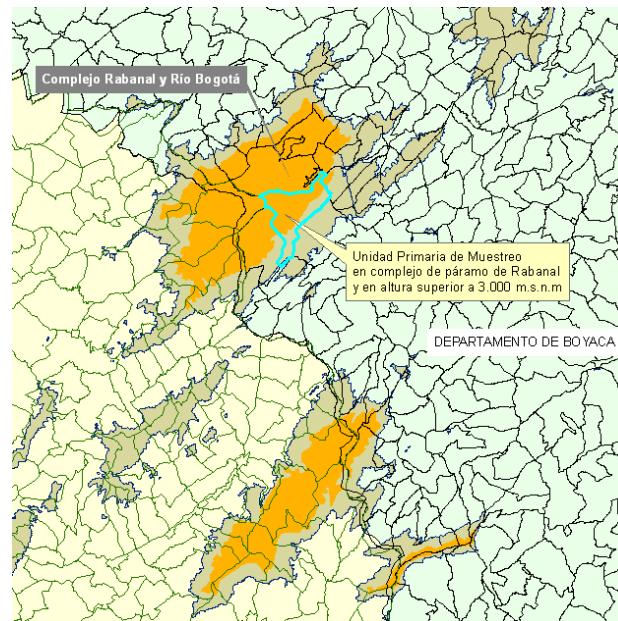 Complejo Rabanal y Río Bogotá
Unidad Primaria de Muestreo
en complejo de páramo de Rabanal
y en altura superior a 3.000 m.s.n.m
DEPARTAMENTO DE BOYACA